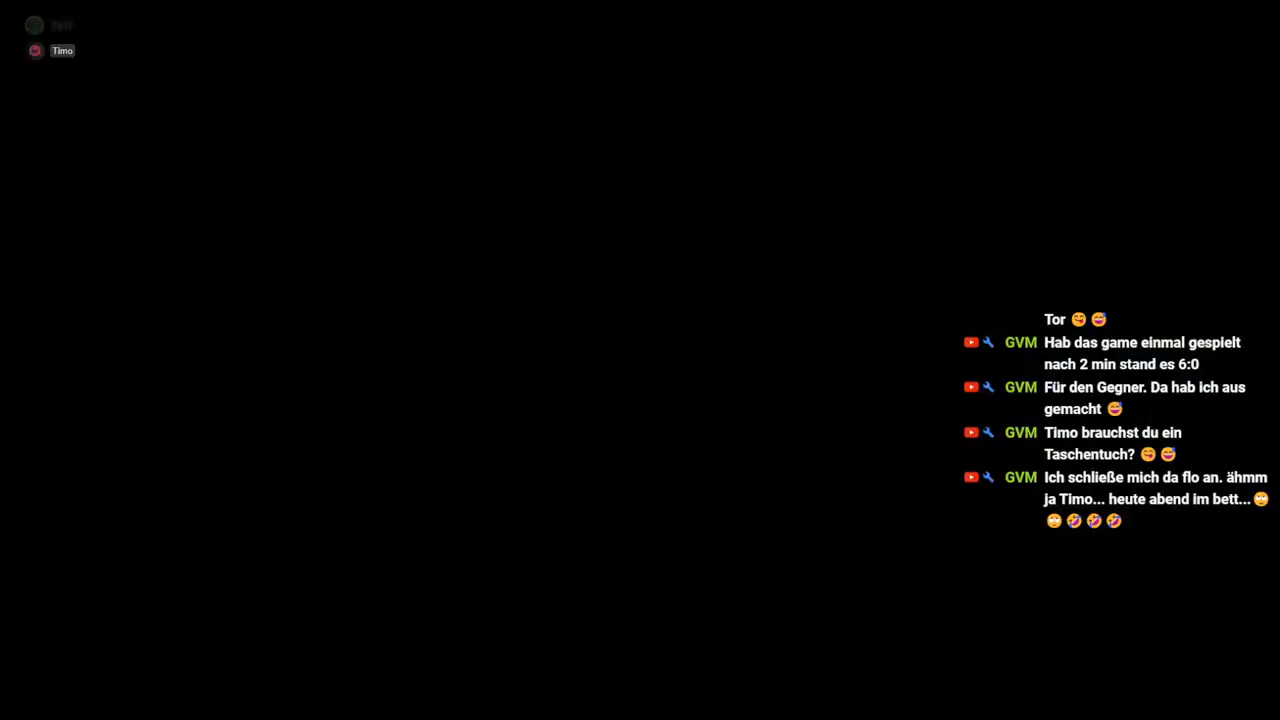 Timo
Tor 😋 😅
GVM Hab das game einmal gespielt
nach 2 min stand es 6:0
GVM Für den Gegner. Da hab ich aus
gemacht 😅
GVM Timo brauchst du ein
Taschentuch? 😋 😅
GVM Ich schließe mich da flo an. ähmm
ja Timo... heute abend im bett...🙄
🙄 🤣 🤣 🤣